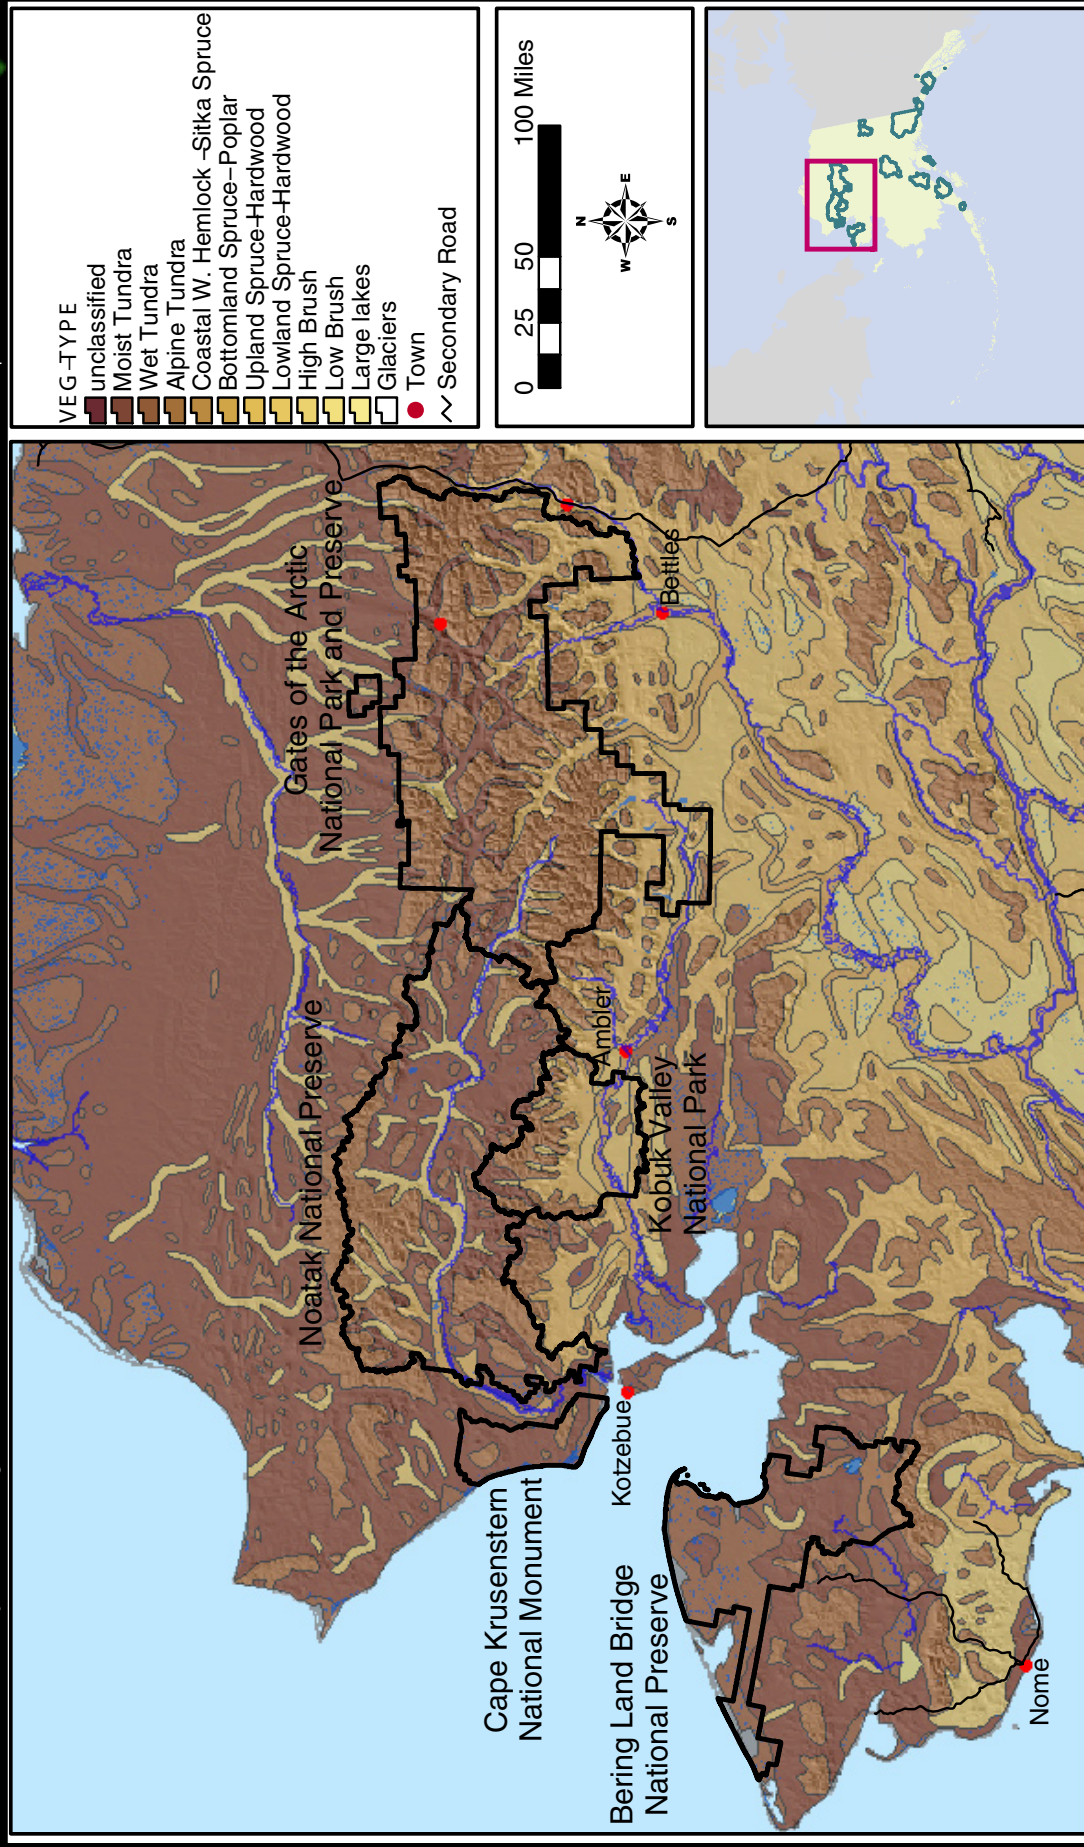 VEG-TYPE
unclassified
Moist Tundra
Wet Tundra
Alpine Tundra
Coastal W. Hemlock -Sitka Spruce
Bottomland Spruce-Poplar
Upland Spruce-Hardwood
Lowland Spruce-Hardwood
High Brush
Low Brush
Large lakes
Glaciers
Town
Secondary Road
0 25 50 100 Miles
N
W E
S
Gates of the Arctic
National Park and Preserve
Noatak National Preserve
Bettles
Ambler
Kobuk Valley
National Park
Cape Krusenstern
National Monument
Kotzebue
Bering Land Bridge
National Preserve
Nome